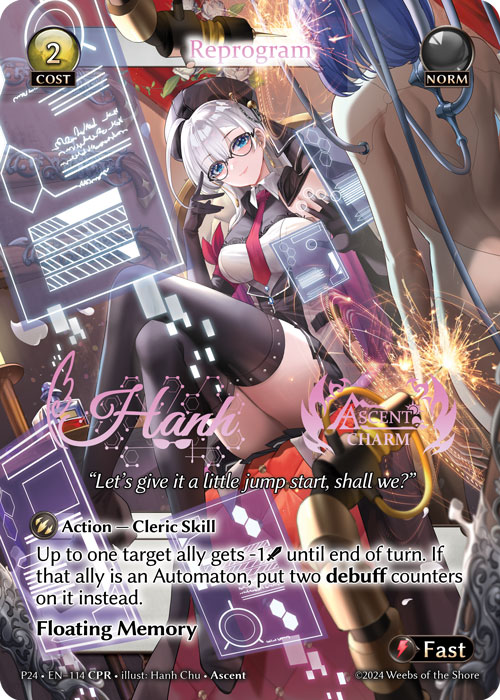 Reprogram
2
COST
NORM
Hanh
ASCENT
CHARM
“Let’s give it a little jump start, shall we?”
Action — Cleric Skill
Up to one target ally gets -1 until end of turn. If
that ally is an Automaton, put two debuff counters
on it instead.
Floating Memory
Fast
P24 • EN-114 CPR • illust: Hanh Chu • Ascent
©2024 Weebs of the Shore